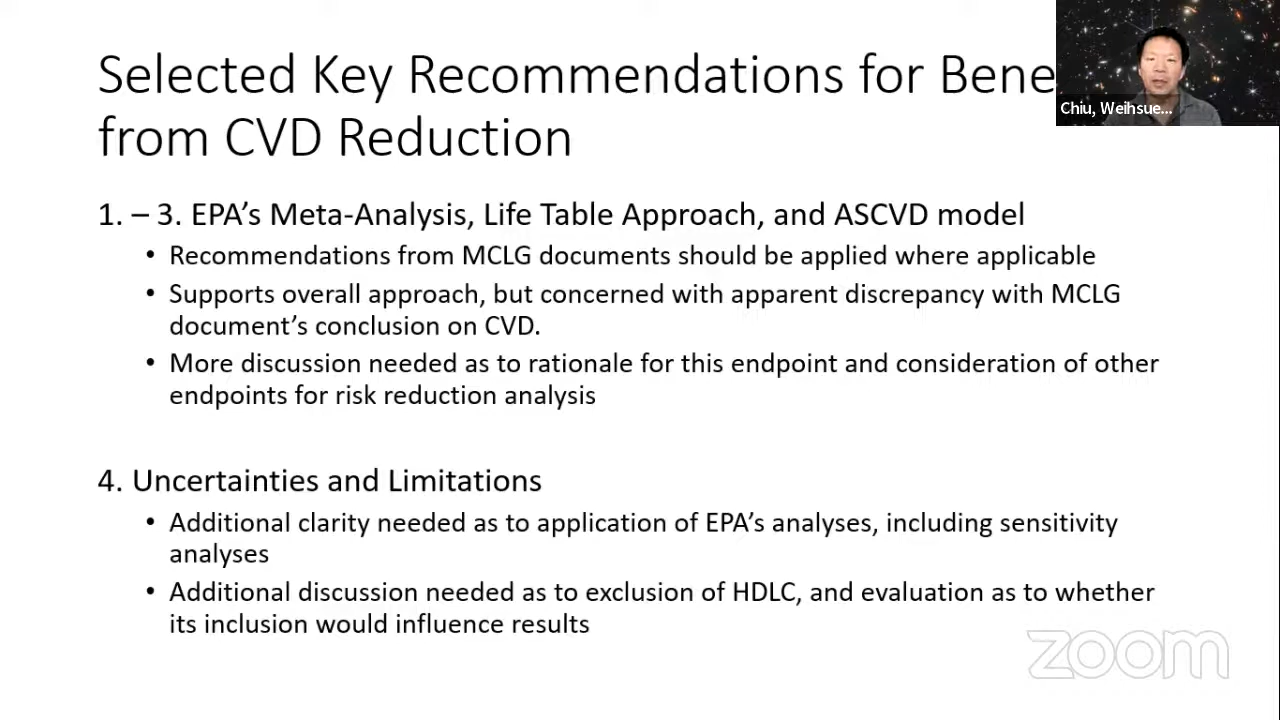 Selected Key Recommendations for Bene
from CVD Reduction
Chiu, Weihsue...
1. – 3. EPA’s Meta-Analysis, Life Table Approach, and ASCVD model
• Recommendations from MCLG documents should be applied where applicable
• Supports overall approach, but concerned with apparent discrepancy with MCLG
document’s conclusion on CVD.
• More discussion needed as to rationale for this endpoint and consideration of other
endpoints for risk reduction analysis
4. Uncertainties and Limitations
• Additional clarity needed as to application of EPA’s analyses, including sensitivity
analyses
• Additional discussion needed as to exclusion of HDLC, and evaluation as to whether
its inclusion would influence results
zoom